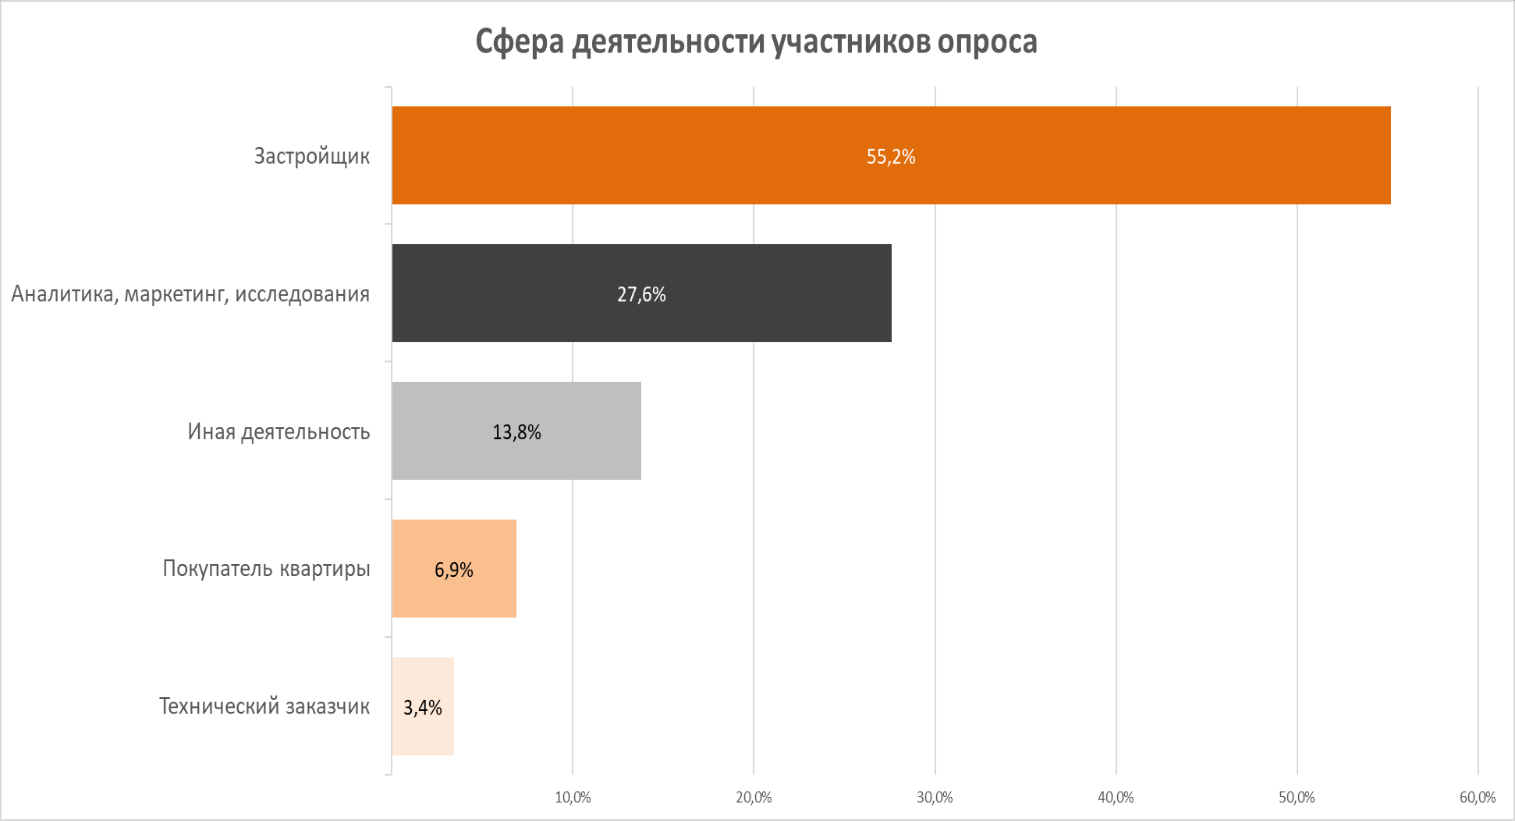 Сфера деятельности участников опроса
Застройщик
55,2%
Аналитика, маркетинг, исследования
27,6%
Иная деятельность
13,8%
Покупатель квартиры
6,9%
Технический заказчик
3,4%
10,0%
20,0%
30,0%
40,0%
50,0%
60,0%